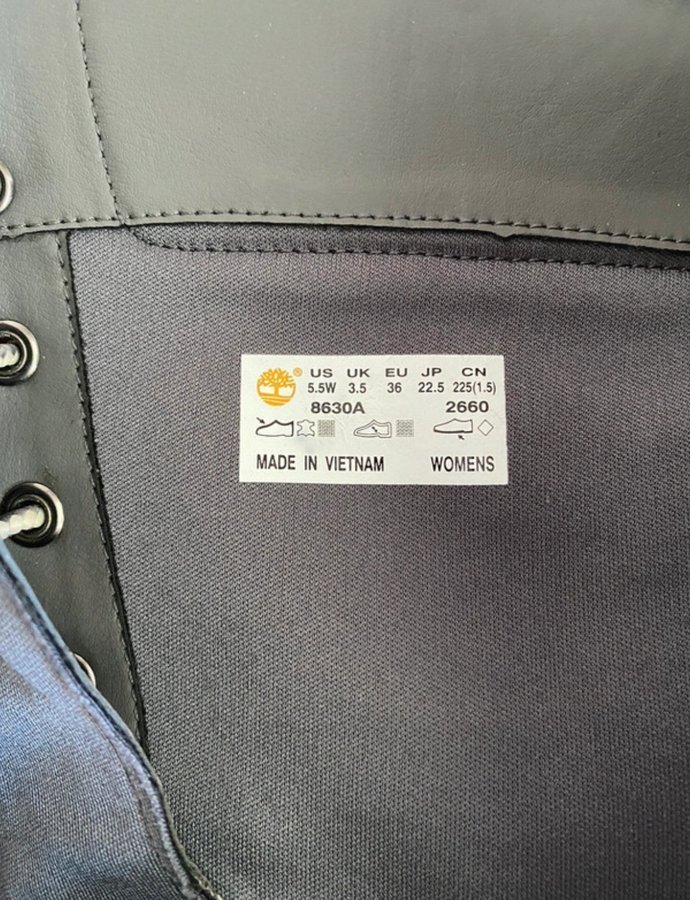 ® US UK EU JP CN
5.5W 3.5 36 22.5 225(1.5)
8630A 2660
MADE IN VIETNAM WOMENS